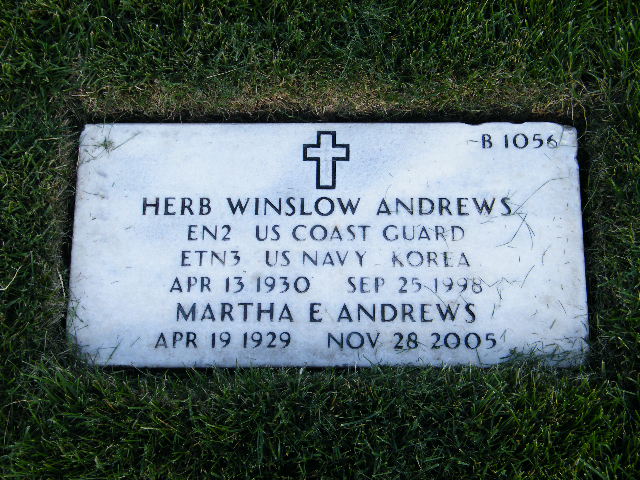 B 1056
HERB WINSLOW ANDREWS
EN2 US COAST GUARD
ETN3 US NAVY KOREA
APR 13 1930 SEP 25 1998
MARTHA E ANDREWS
APR 19 1929 NOV 28 2005